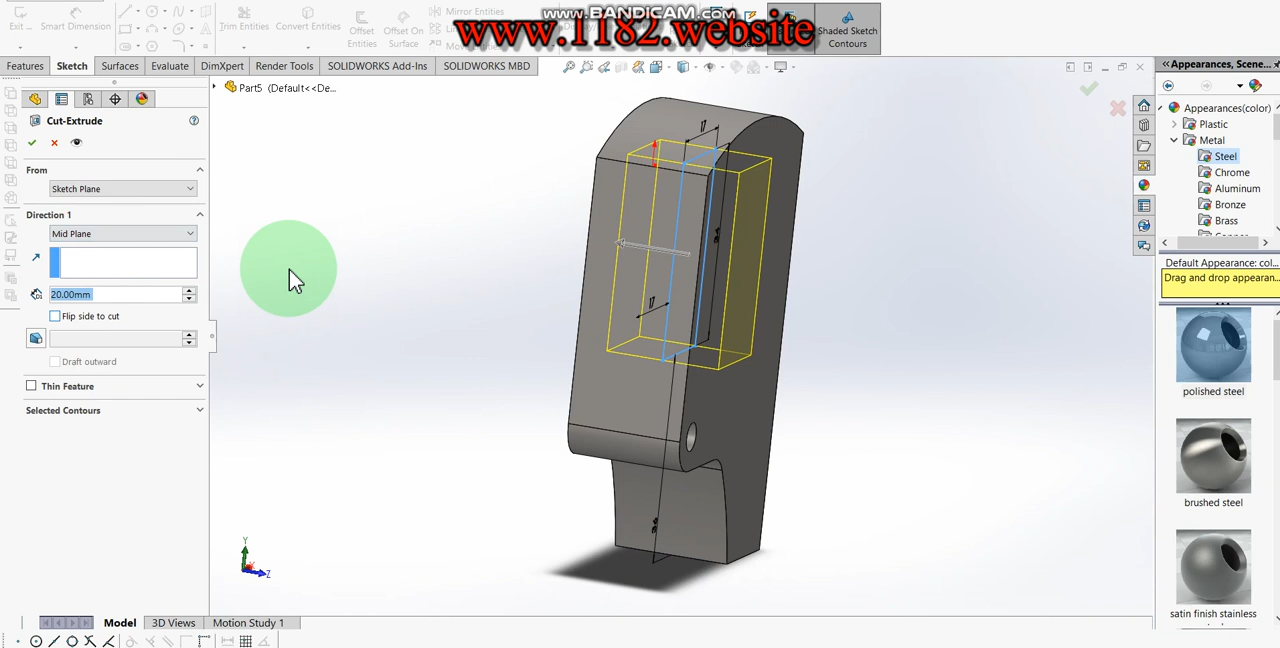 www.BANDICAM.com
www.1182.website
Exit ...
Smart Dimension
Trim Entities
Convert Entities
Offset Entities
Offset On Surface
Mirror Entities
Shaded Sketch Contours
Features
Sketch
Surfaces
Evaluate
DimXpert
Render Tools
SOLIDWORKS Add-Ins
SOLIDWORKS MBD
Appearances, Scene...
Part5 (Default<<De...
Cut-Extrude
From
Sketch Plane
Direction 1
Mid Plane
20.00mm
Flip side to cut
Draft outward
Thin Feature
Selected Contours
17
17
Y
Z
Appearances(color)
Plastic
Metal
Steel
Chrome
Aluminum
Bronze
Brass
Default Appearance: col...
Drag and drop appearan...
polished steel
brushed steel
satin finish stainless
Model
3D Views
Motion Study 1